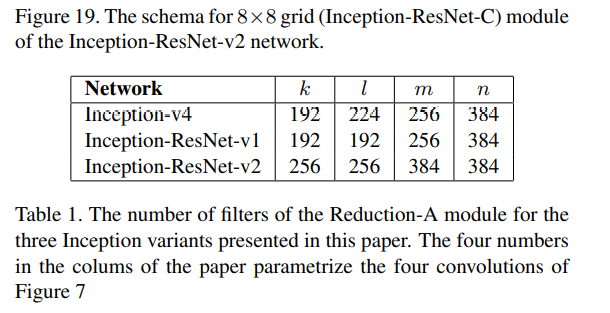 Figure 19. The schema for 8×8 grid (Inception-ResNet-C) module
of the Inception-ResNet-v2 network.
Network k l m n
Inception-v4 192 224 256 384
Inception-ResNet-v1 192 192 256 384
Inception-ResNet-v2 256 256 384 384
Table 1. The number of filters of the Reduction-A module for the
three Inception variants presented in this paper. The four numbers
in the colums of the paper parametrize the four convolutions of
Figure 7